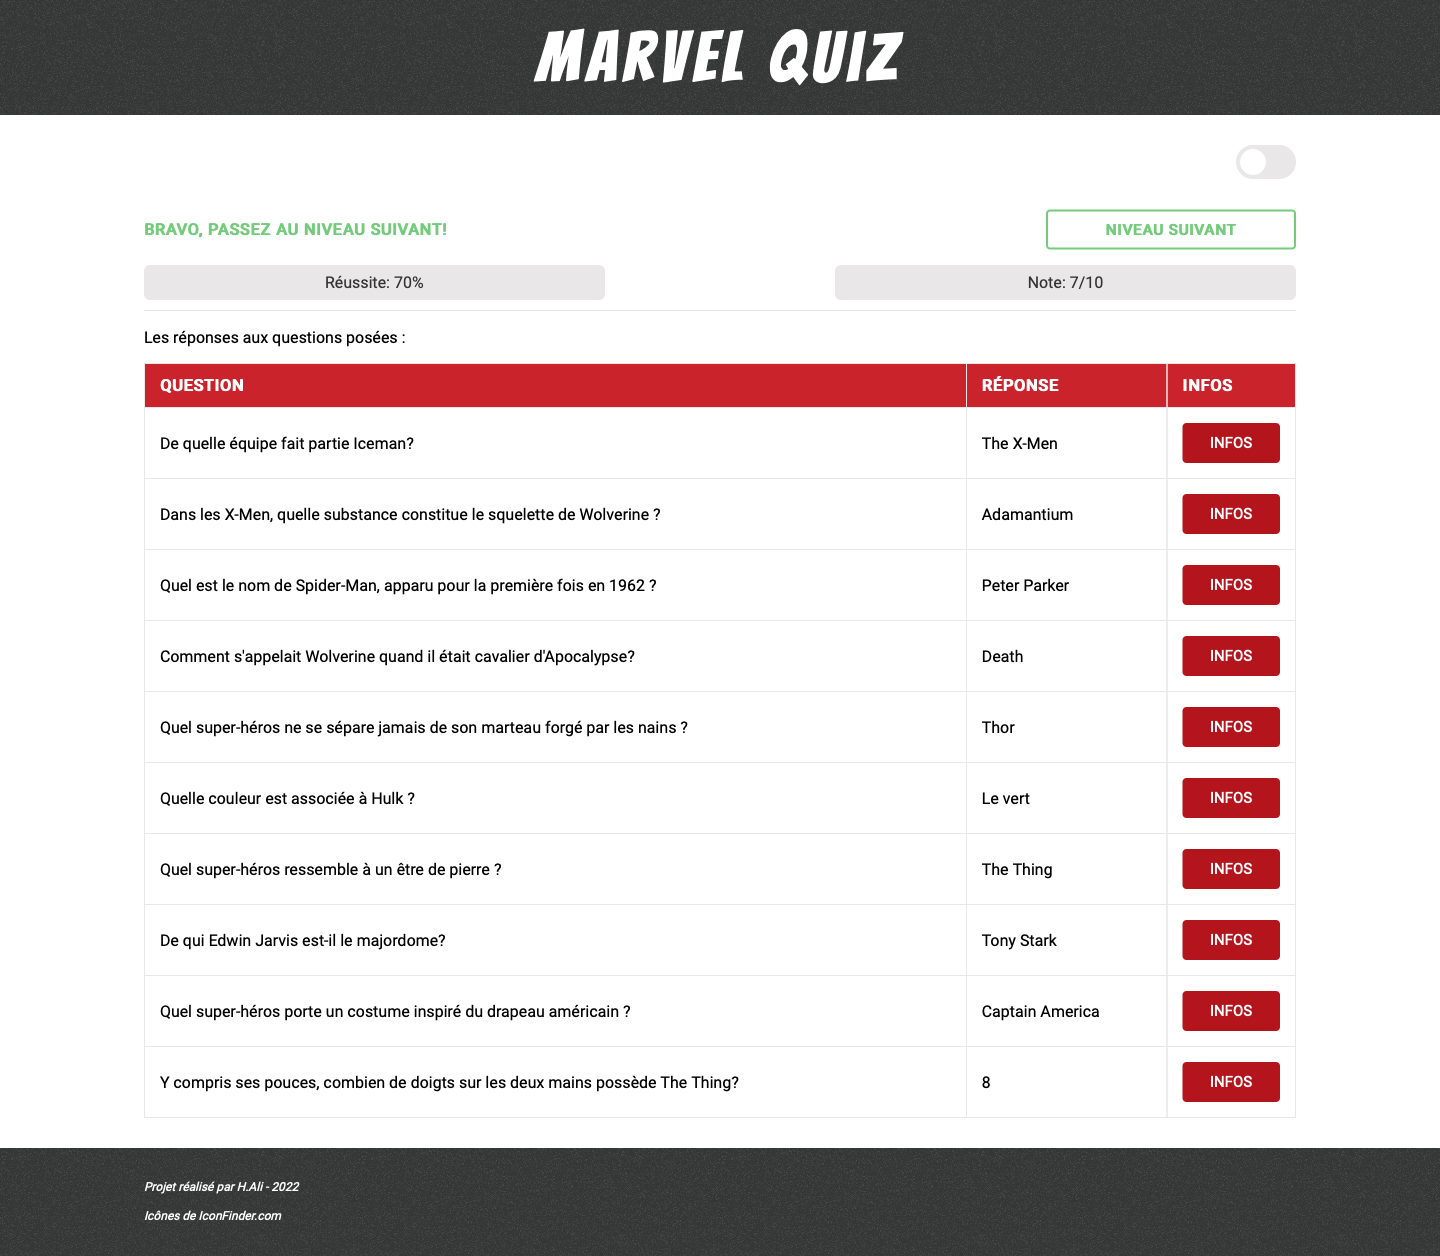 MARVEL QUIZ
BRAVO, PASSEZ AU NIVEAU SUIVANT!
NIVEAU SUIVANT
Réussite: 70%
Note: 7/10
Les réponses aux questions posées :
QUESTION RÉPONSE INFOS
De quelle équipe fait partie Iceman? The X-Men INFOS
Dans les X-Men, quelle substance constitue le squelette de Wolverine ? Adamantium INFOS
Quel est le nom de Spider-Man, apparu pour la première fois en 1962 ? Peter Parker INFOS
Comment s'appelait Wolverine quand il était cavalier d'Apocalypse? Death INFOS
Quel super-héros ne se sépare jamais de son marteau forgé par les nains ? Thor INFOS
Quelle couleur est associée à Hulk ? Le vert INFOS
Quel super-héros ressemble à un être de pierre ? The Thing INFOS
De qui Edwin Jarvis est-il le majordome? Tony Stark INFOS
Quel super-héros porte un costume inspiré du drapeau américain ? Captain America INFOS
Y compris ses pouces, combien de doigts sur les deux mains possède The Thing? 8 INFOS
Projet réalisé par H.Ali - 2022
Icônes de IconFinder.com